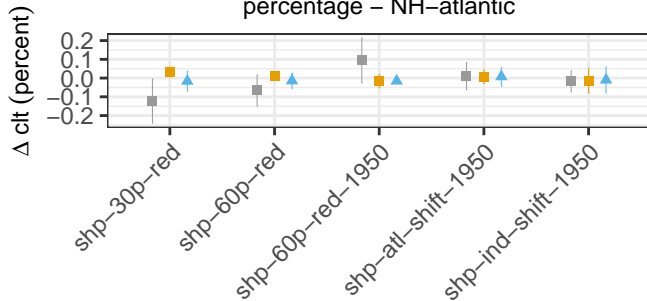 percentage − NH−atlantic
Δ clt (percent)
0.2
0.1
0.0
−0.1
−0.2
shp−30p−red
shp−60p−red
shp−60p−red−1950
shp−atl−shift−1950
shp−ind−shift−1950